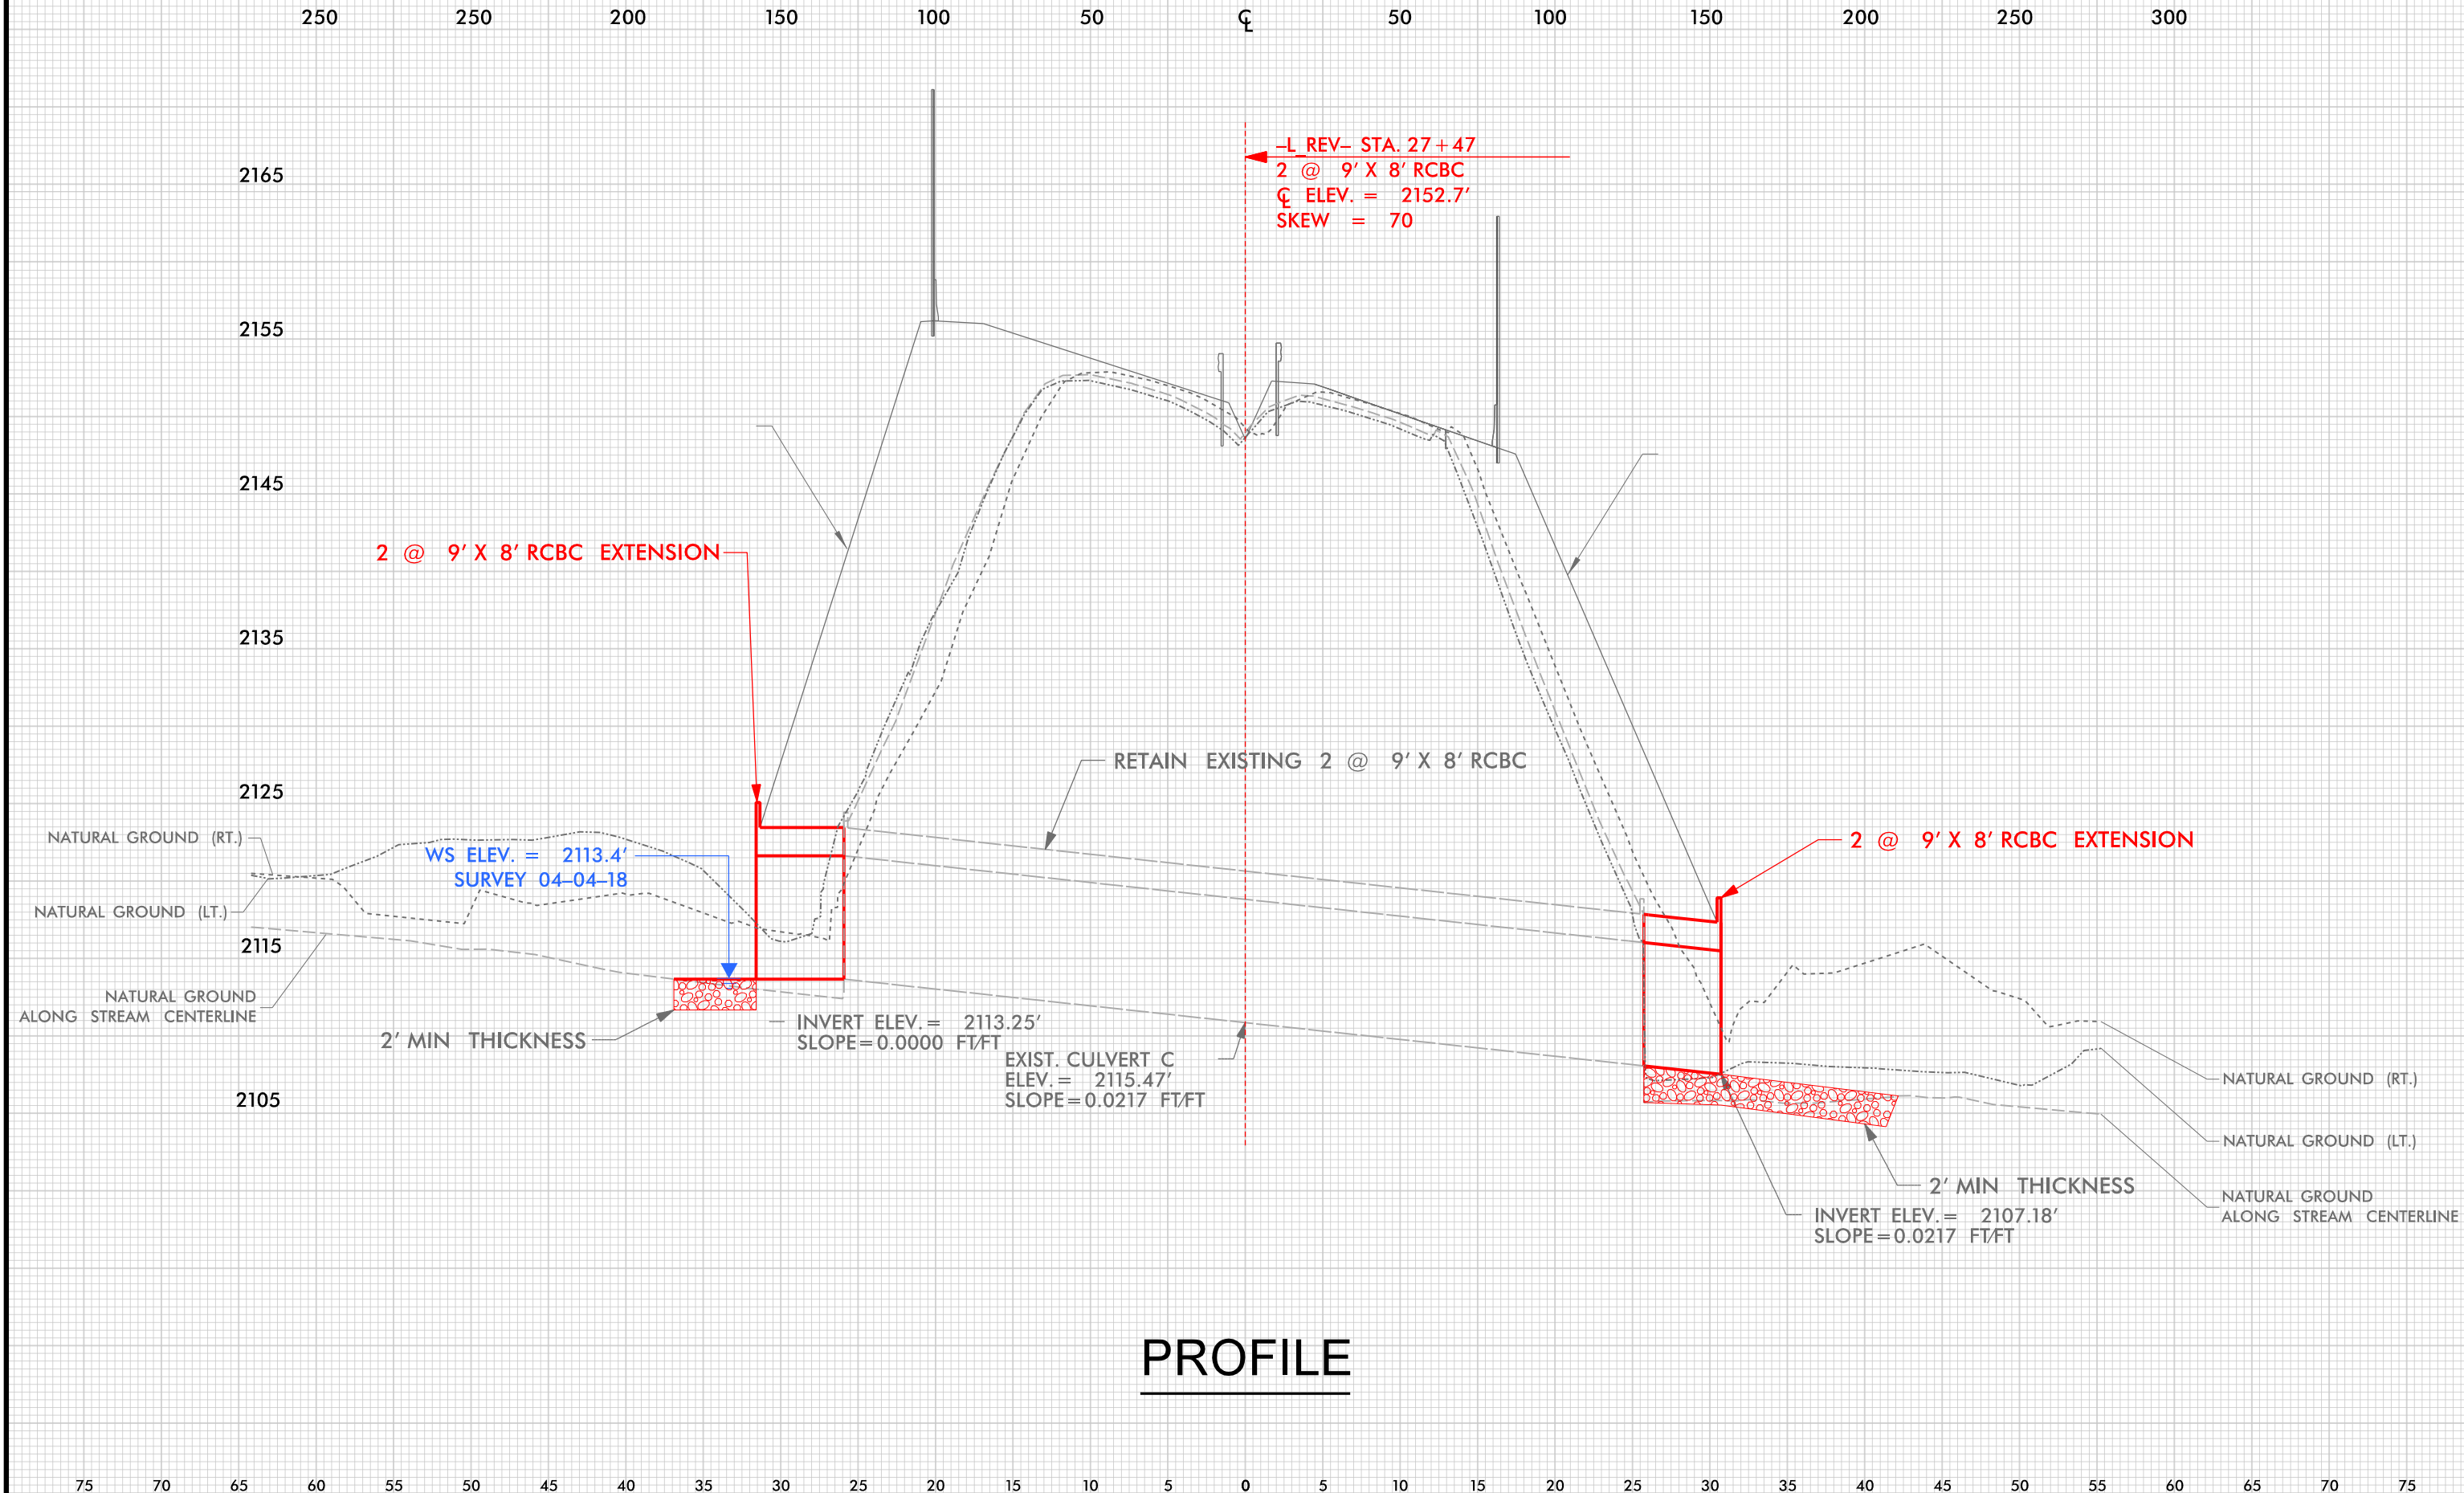 250 250 200 150 100 50 ℄ 50 100 150 200 250 300
–L_REV– STA. 27+47
2 @ 9' X 8' RCBC
℄ ELEV. = 2152.7'
SKEW = 70
2165
2155
2145
2135
2125
2115
2105
2 @ 9' X 8' RCBC EXTENSION
RETAIN EXISTING 2 @ 9' X 8' RCBC
NATURAL GROUND (RT.)
WS ELEV. = 2113.4'
SURVEY 04–04–18
NATURAL GROUND (LT.)
NATURAL GROUND
ALONG STREAM CENTERLINE
2' MIN THICKNESS
INVERT ELEV. = 2113.25'
SLOPE=0.0000 FT/FT
EXIST. CULVERT C
ELEV. = 2115.47'
SLOPE=0.0217 FT/FT
2 @ 9' X 8' RCBC EXTENSION
NATURAL GROUND (RT.)
NATURAL GROUND (LT.)
2' MIN THICKNESS
NATURAL GROUND
ALONG STREAM CENTERLINE
INVERT ELEV. = 2107.18'
SLOPE=0.0217 FT/FT
PROFILE
75 70 65 60 55 50 45 40 35 30 25 20 15 10 5 0 5 10 15 20 25 30 35 40 45 50 55 60 65 70 75